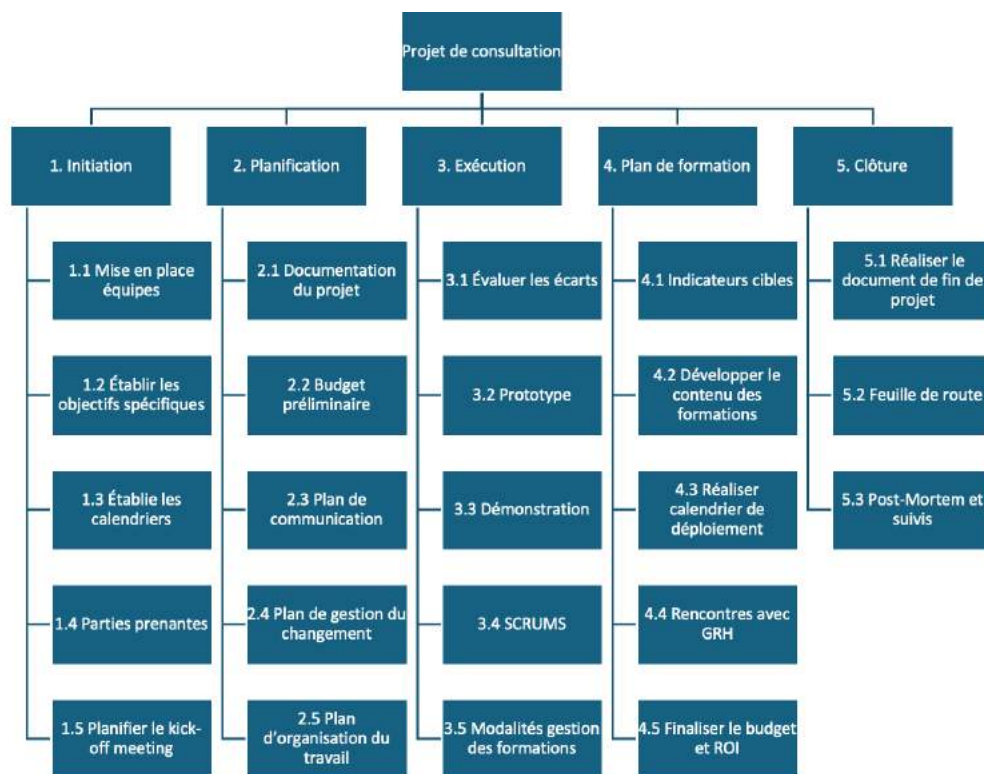 Projet de consultation
1. Initiation
2. Planification
3. Exécution
4. Plan de formation
5. Clôture
1.1 Mise en place
équipes
2.1 Documentation
du projet
3.1 Évaluer les écarts
4.1 Indicateurs cibles
5.1 Réaliser le
document de fin de
projet
1.2 Établir les
objectifs spécifiques
2.2 Budget
préliminaire
3.2 Prototype
4.2 Développer le
contenu des
formations
5.2 Feuille de route
1.3 Établie les
calendriers
2.3 Plan de
communication
3.3 Démonstration
4.3 Réaliser
calendrier de
déploiement
5.3 Post-Mortem et
suivis
1.4 Parties prenantes
2.4 Plan de gestion du
changement
3.4 SCRUMS
4.4 Rencontres avec
GRH
1.5 Planifier le kick-
off meeting
2.5 Plan
d'organisation du
travail
3.5 Modalités gestion
des formations
4.5 Finaliser le budget
et ROI